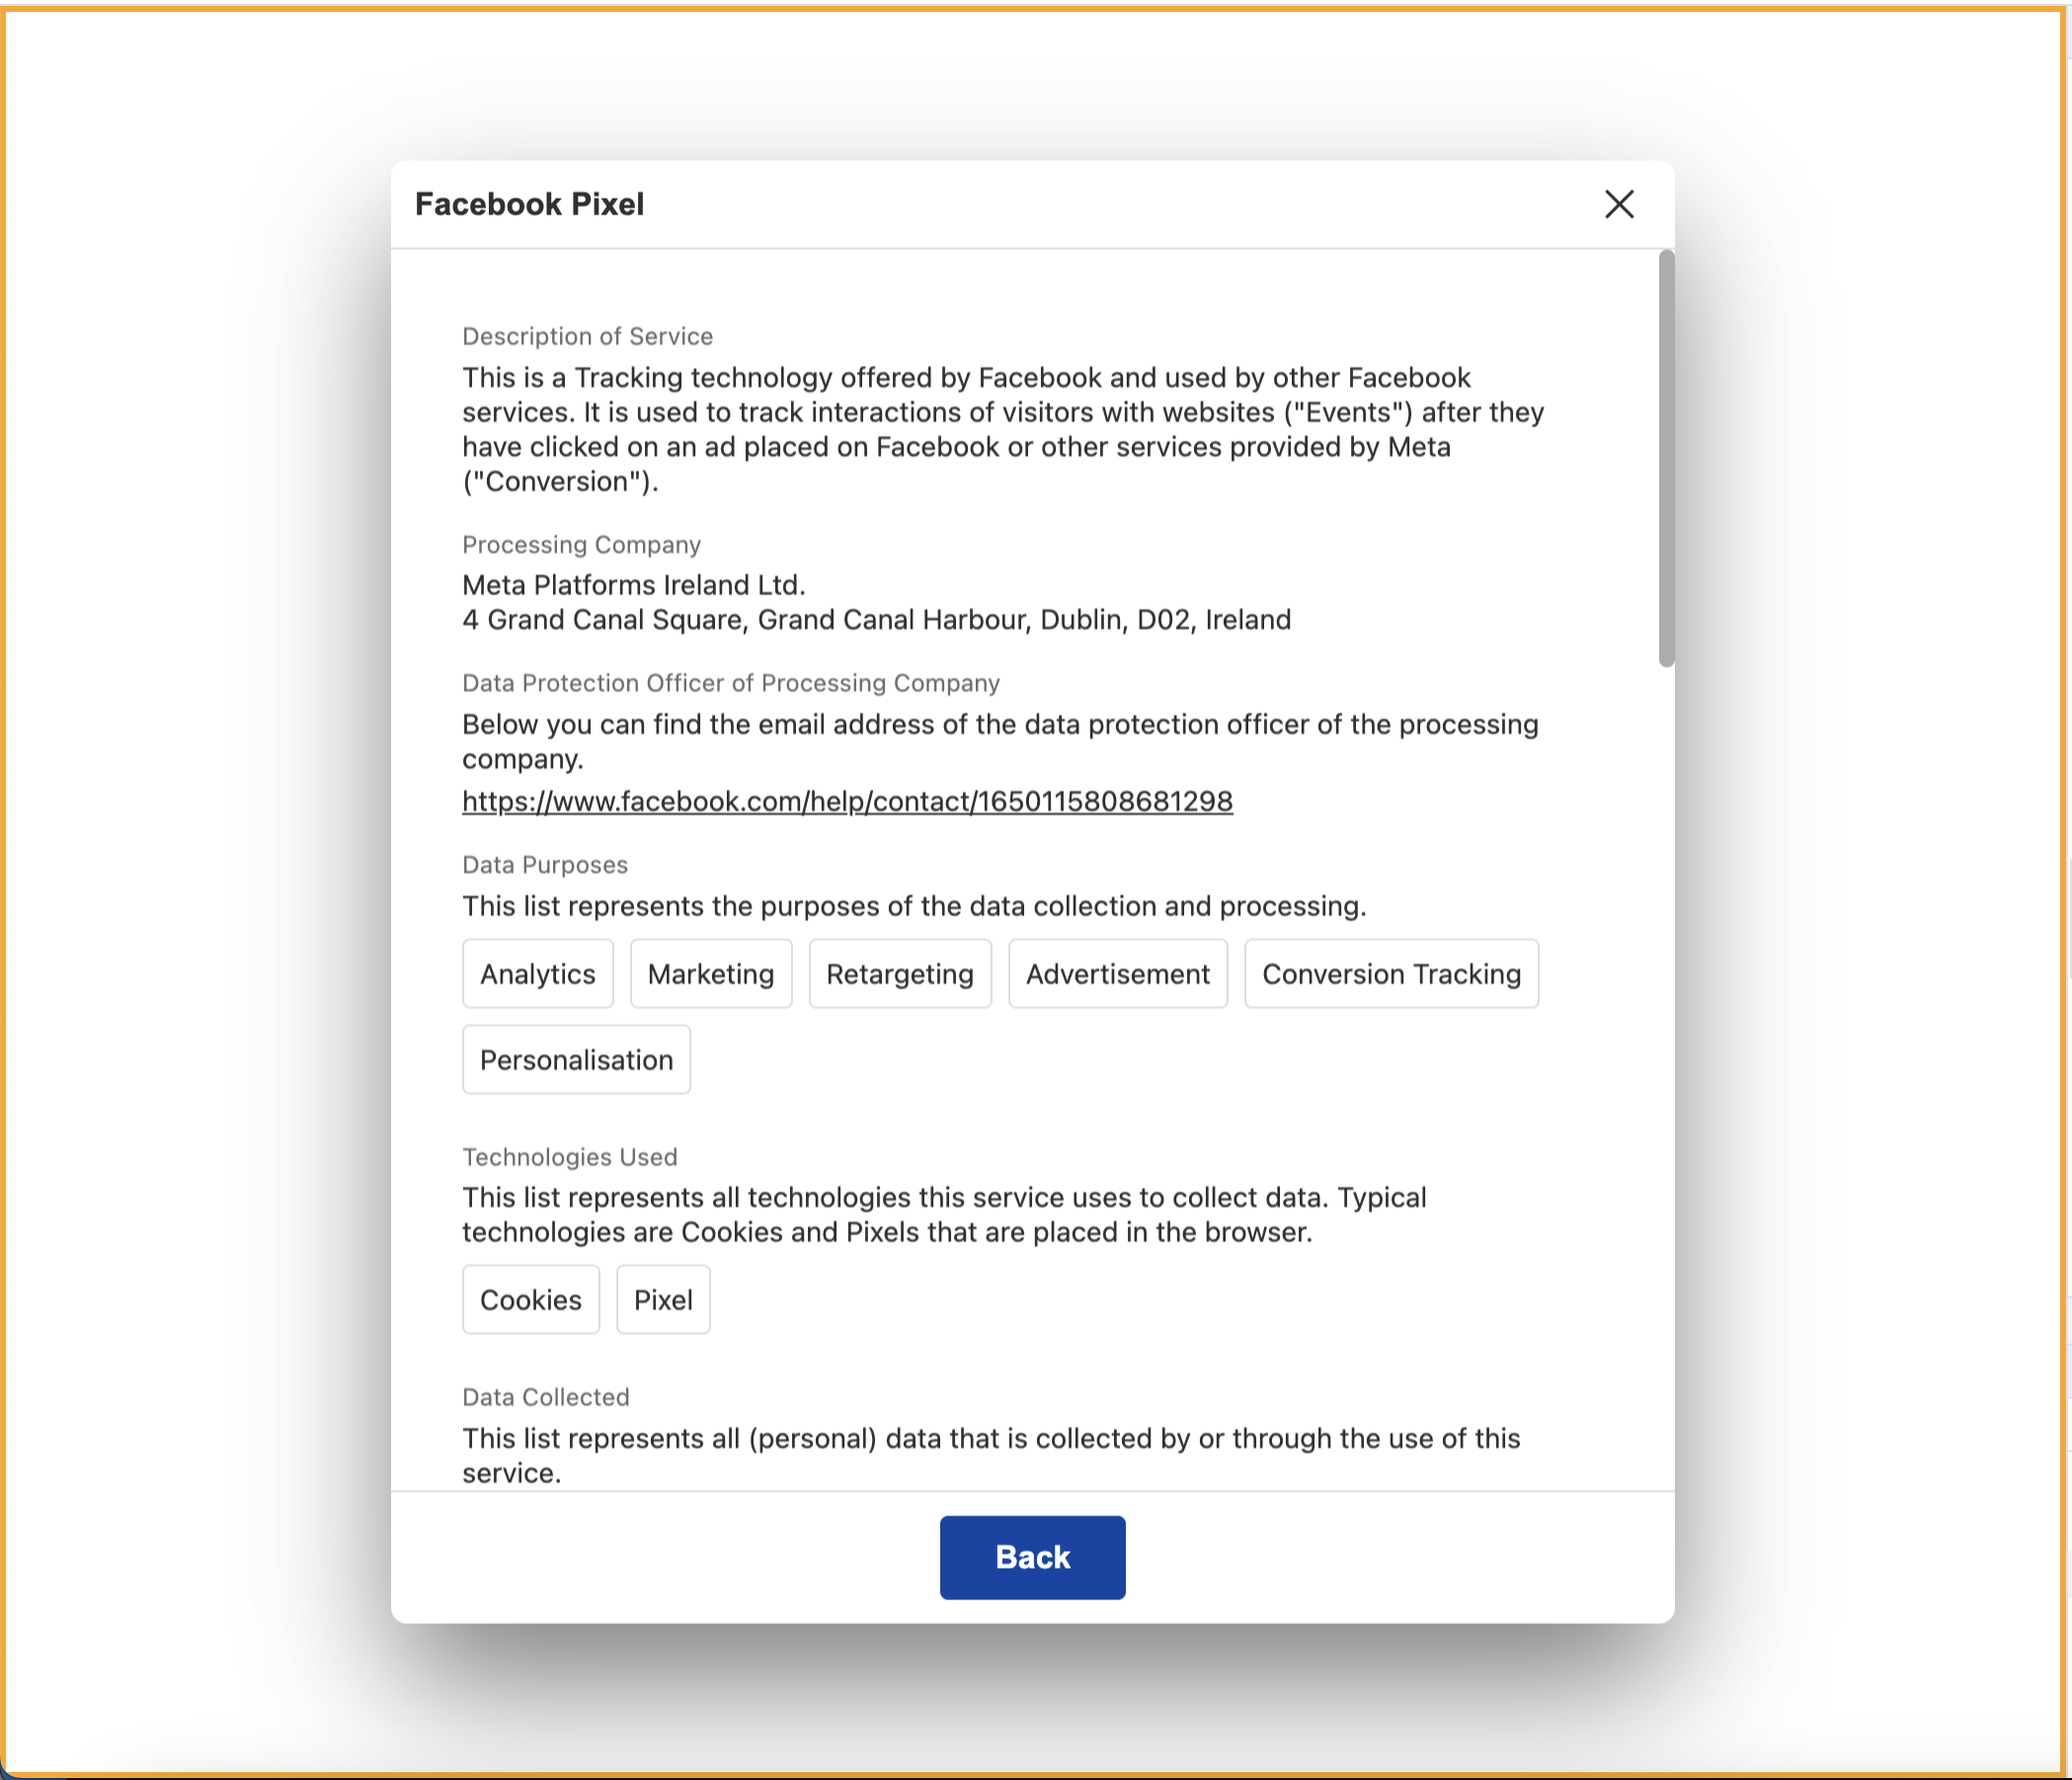 Facebook Pixel
Description of Service
This is a Tracking technology offered by Facebook and used by other Facebook
services. It is used to track interactions of visitors with websites ("Events") after they
have clicked on an ad placed on Facebook or other services provided by Meta
("Conversion").
Processing Company
Meta Platforms Ireland Ltd.
4 Grand Canal Square, Grand Canal Harbour, Dublin, D02, Ireland
Data Protection Officer of Processing Company
Below you can find the email address of the data protection officer of the processing
company.
https://www.facebook.com/help/contact/1650115808681298
Data Purposes
This list represents the purposes of the data collection and processing.
Analytics Marketing Retargeting Advertisement Conversion Tracking
Personalisation
Technologies Used
This list represents all technologies this service uses to collect data. Typical
technologies are Cookies and Pixels that are placed in the browser.
Cookies Pixel
Data Collected
This list represents all (personal) data that is collected by or through the use of this
service.
Back